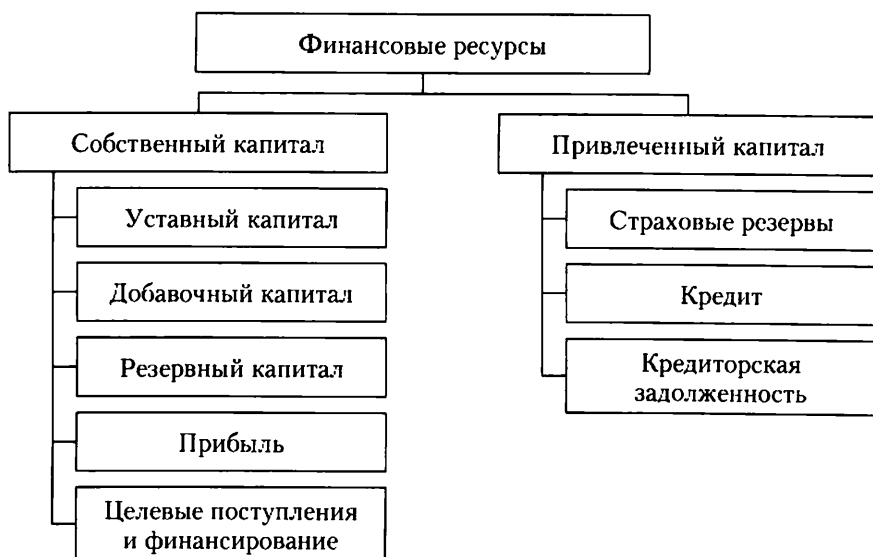 Финансовые ресурсы
Собственный капитал
Уставный капитал
Добавочный капитал
Резервный капитал
Прибыль
Целевые поступления
и финансирование
Привлеченный капитал
Страховые резервы
Кредит
Кредиторская
задолженность